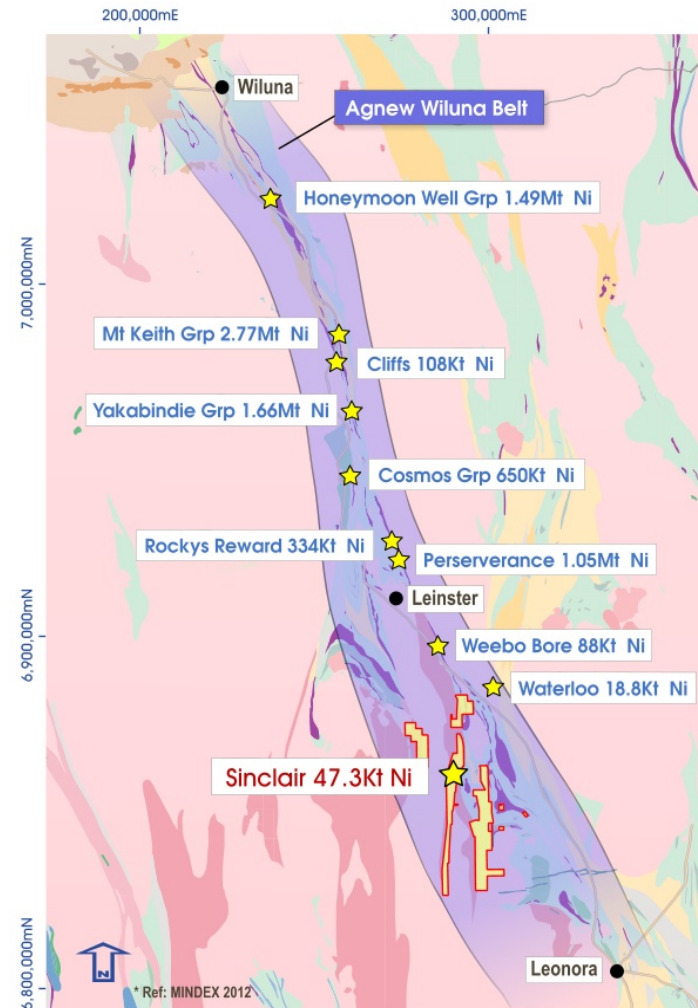 200,000mE
300,000mE
Wiluna
Agnew Wiluna Belt
Honeymoon Well Grp 1.49Mt Ni
7,000,000mN
Mt Keith Grp 2.77Mt Ni
Cliffs 108Kt Ni
Yakabindie Grp 1.66Mt Ni
Cosmos Grp 650Kt Ni
Rockys Reward 334Kt Ni
Perserverance 1.05Mt Ni
Leinster
6,900,000mN
Weebo Bore 88Kt Ni
Waterloo 18.8Kt Ni
Sinclair 47.3Kt Ni
Leonora
6,800,000mN
N
* Ref: MINDEX 2012